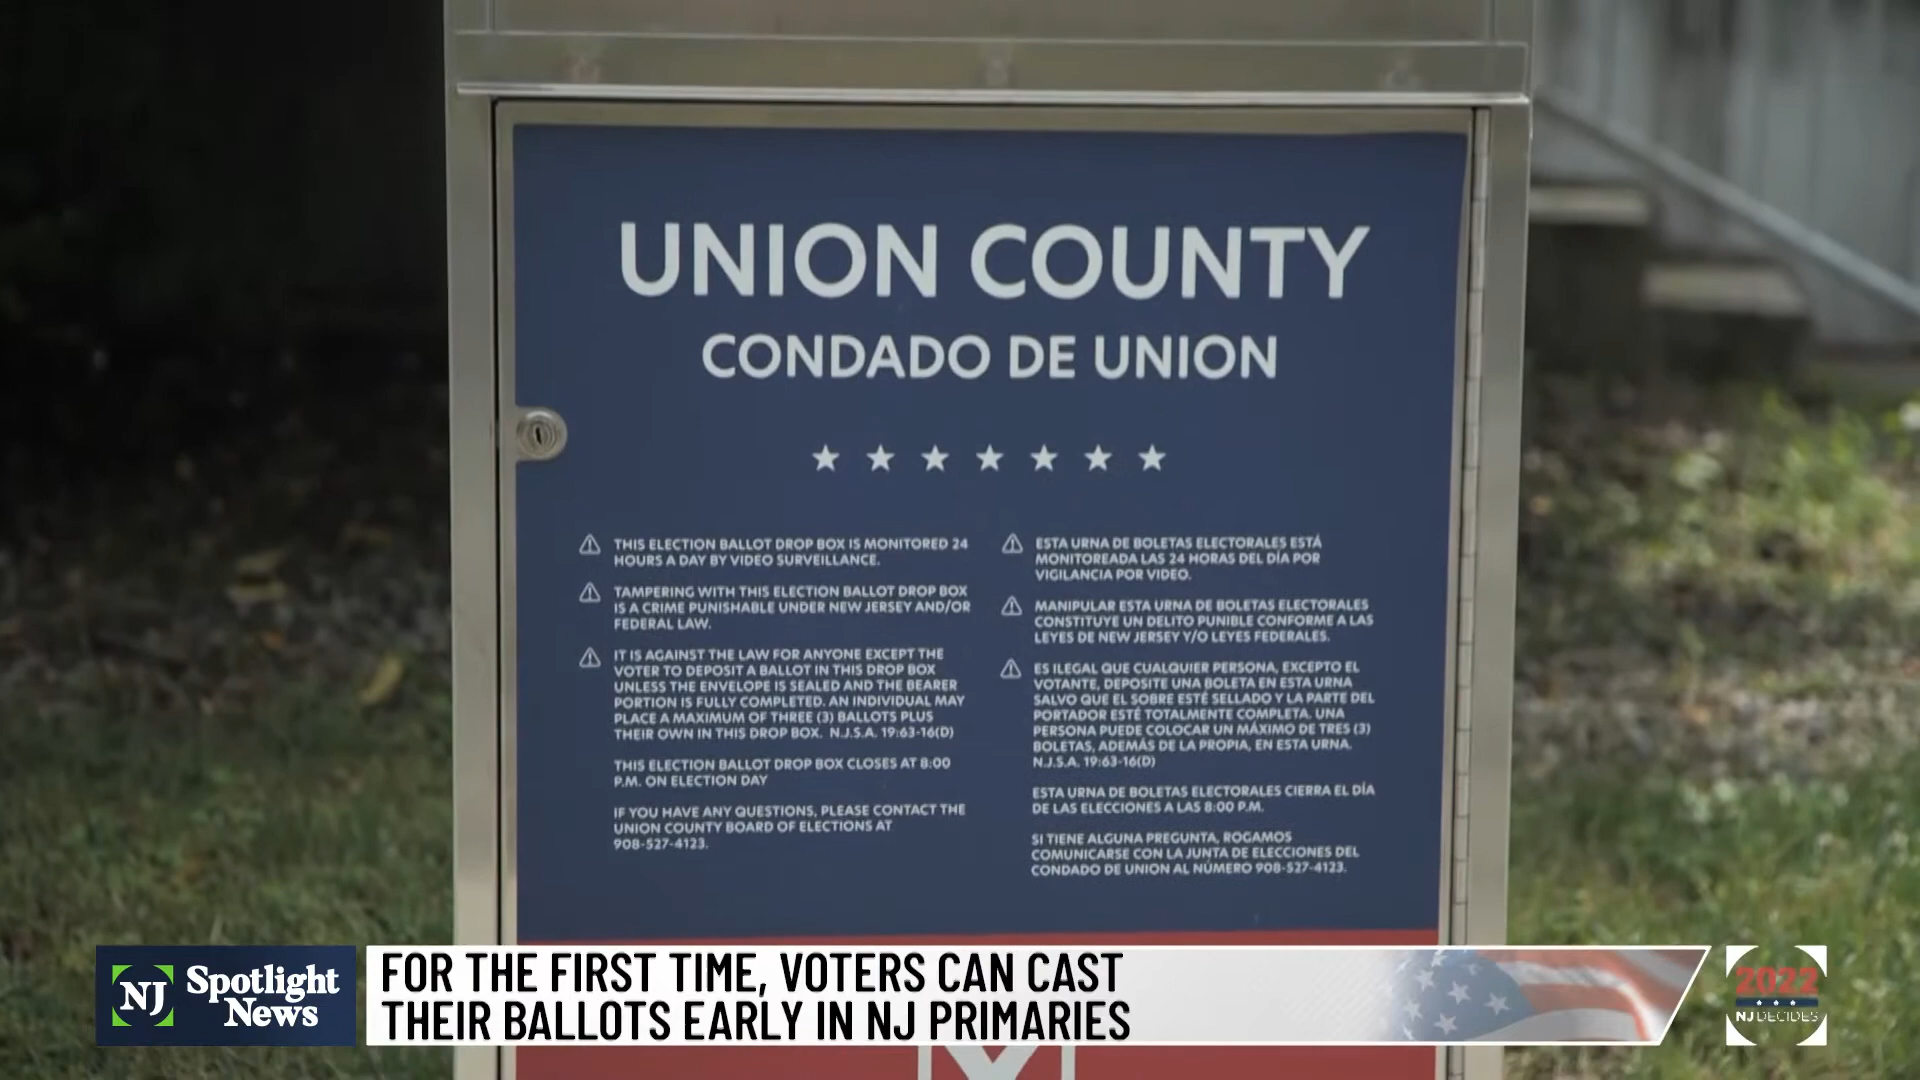 UNION COUNTY
CONDADO DE UNION
THIS ELECTION BALLOT DROP BOX IS MONITORED 24
HOURS A DAY BY VIDEO SURVEILLANCE.
TAMPERING WITH THIS ELECTION BALLOT DROP BOX
IS A CRIME PUNISHABLE UNDER NEW JERSEY AND/OR
FEDERAL LAW.
IT IS AGAINST THE LAW FOR ANYONE EXCEPT THE
VOTER TO DEPOSIT A BALLOT IN THIS DROP BOX
UNLESS THE ENVELOPE IS SEALED AND THE BEARER
PORTION IS FULLY COMPLETED. AN INDIVIDUAL MAY
PLACE A MAXIMUM OF THREE (3) BALLOTS PLUS
THEIR OWN IN THIS DROP BOX. N.J.S.A. 19:63-16(D)
THIS ELECTION BALLOT DROP BOX CLOSES AT 8:00
P.M. ON ELECTION DAY
IF YOU HAVE ANY QUESTIONS, PLEASE CONTACT THE
UNION COUNTY BOARD OF ELECTIONS AT
908-527-4123.
ESTA URNA DE BOLETAS ELECTORALES ESTÁ
MONITOREADA LAS 24 HORAS DEL DÍA POR
VIGILANCIA POR VIDEO.
MANIPULAR ESTA URNA DE BOLETAS ELECTORALES
CONSTITUYE UN DELITO PUNIBLE CONFORME A LAS
LEYES DE NEW JERSEY Y/O LEYES FEDERALES.
ES ILEGAL QUE CUALQUIER PERSONA, EXCEPTO EL
VOTANTE, DEPOSITE UNA BOLETA EN ESTA URNA
SALVO QUE EL SOBRE ESTÉ SELLADO Y LA PARTE DEL
PORTADOR ESTÉ TOTALMENTE COMPLETA. UNA
PERSONA PUEDE COLOCAR UN MÁXIMO DE TRES (3)
BOLETAS, ADEMÁS DE LA PROPIA, EN ESTA URNA.
N.J.S.A. 19:63-16(D)
ESTA URNA DE BOLETAS ELECTORALES CIERRA EL DÍA
DE LAS ELECCIONES A LAS 8:00 P.M.
SI TIENE ALGUNA PREGUNTA, ROGAMOS
COMUNICARSE CON LA JUNTA DE ELECCIONES DEL
CONDADO DE UNION AL NÚMERO 908-527-4123.
NJ Spotlight
News
FOR THE FIRST TIME, VOTERS CAN CAST
THEIR BALLOTS EARLY IN NJ PRIMARIES
2022
NJ DECIDES